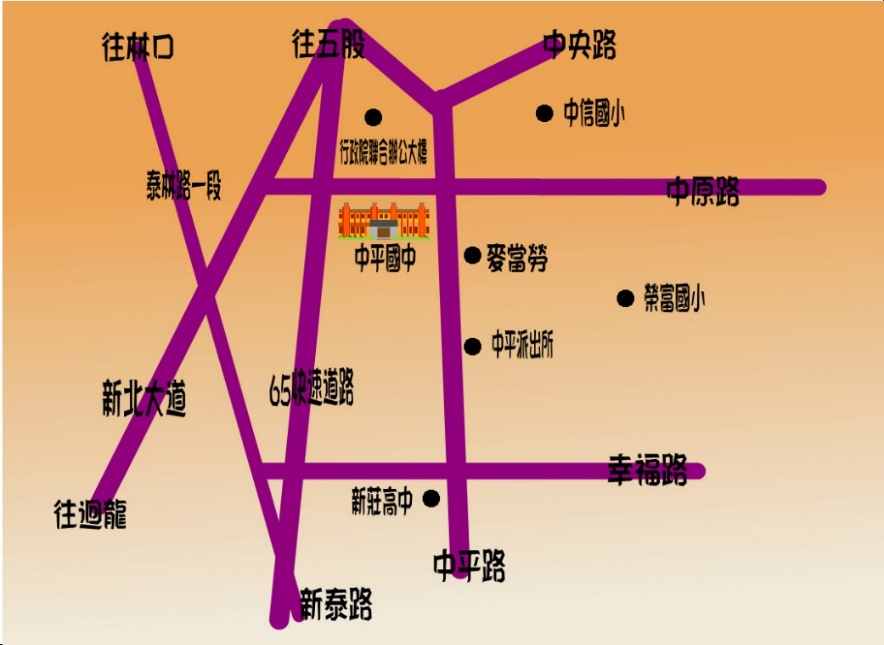 往林口
往五股
中央路
中信國小
行政院聯合辦公大樓
泰林路一段
中原路
中平國中
麥當勞
榮富國小
中平派出所
65快速道路
新北大道
幸福路
新莊高中
往迴龍
中平路
新泰路